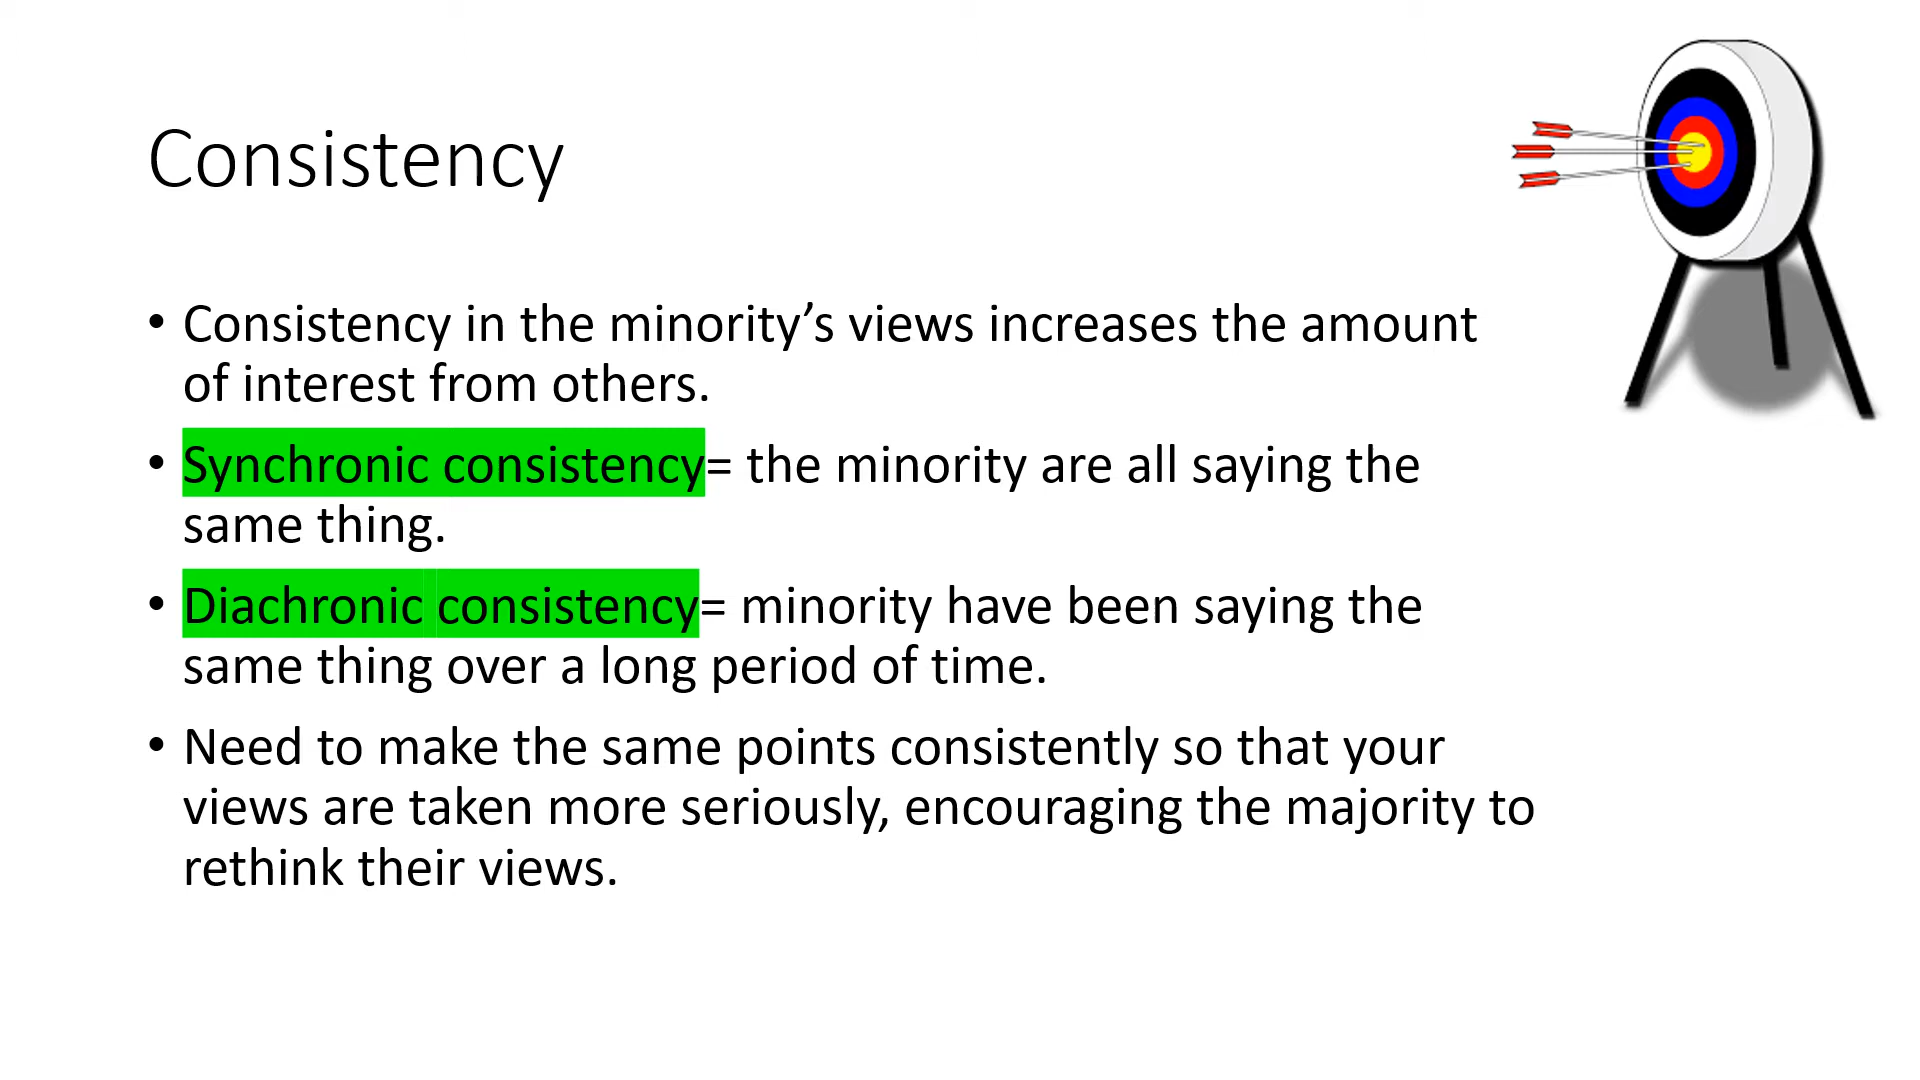 Consistency
• Consistency in the minority’s views increases the amount
of interest from others.
• Synchronic consistency= the minority are all saying the
same thing.
• Diachronic consistency= minority have been saying the
same thing over a long period of time.
• Need to make the same points consistently so that your
views are taken more seriously, encouraging the majority to
rethink their views.